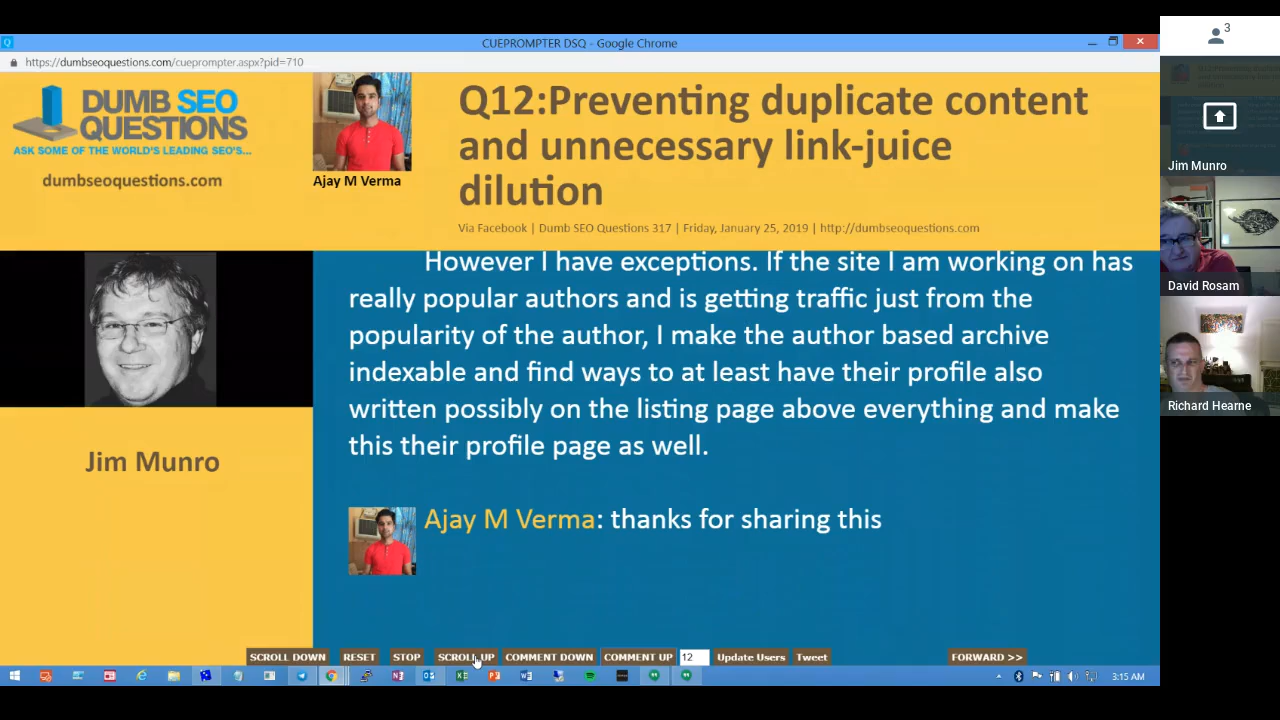 CUEPROMPTER DSQ - Google Chrome
https://dumbseoquestions.com/cueprompter.aspx?pid=710
DUMB SEO
QUESTIONS
ASK SOME OF THE WORLD'S LEADING SEO'S...
dumbseoquestions.com
Ajay M Verma
Q12:Preventing duplicate content
and unnecessary link-juice
dilution
Via Facebook | Dumb SEO Questions 317 | Friday, January 25, 2019 | http://dumbseoquestions.com
However I have exceptions. If the site I am working on has
really popular authors and is getting traffic just from the
popularity of the author, I make the author based archive
indexable and find ways to at least have their profile also
written possibly on the listing page above everything and make
this their profile page as well.
Ajay M Verma: thanks for sharing this
Jim Munro
SCROLL DOWN RESET STOP SCROLL UP COMMENT DOWN COMMENT UP 12 Update Users Tweet FORWARD >>
3:15 AM
3
Jim Munro
David Rosam
Richard Hearne